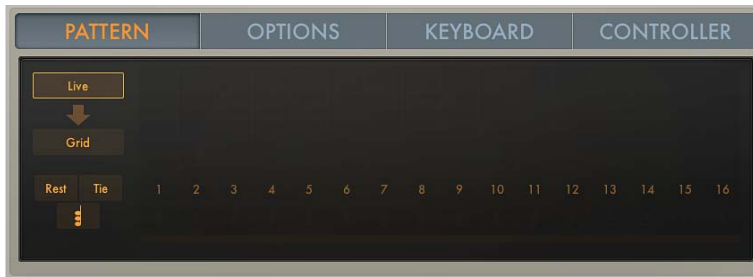 PATTERN OPTIONS KEYBOARD CONTROLLER
Live
Grid
Rest Tie 1 2 3 4 5 6 7 8 9 10 11 12 13 14 15 16